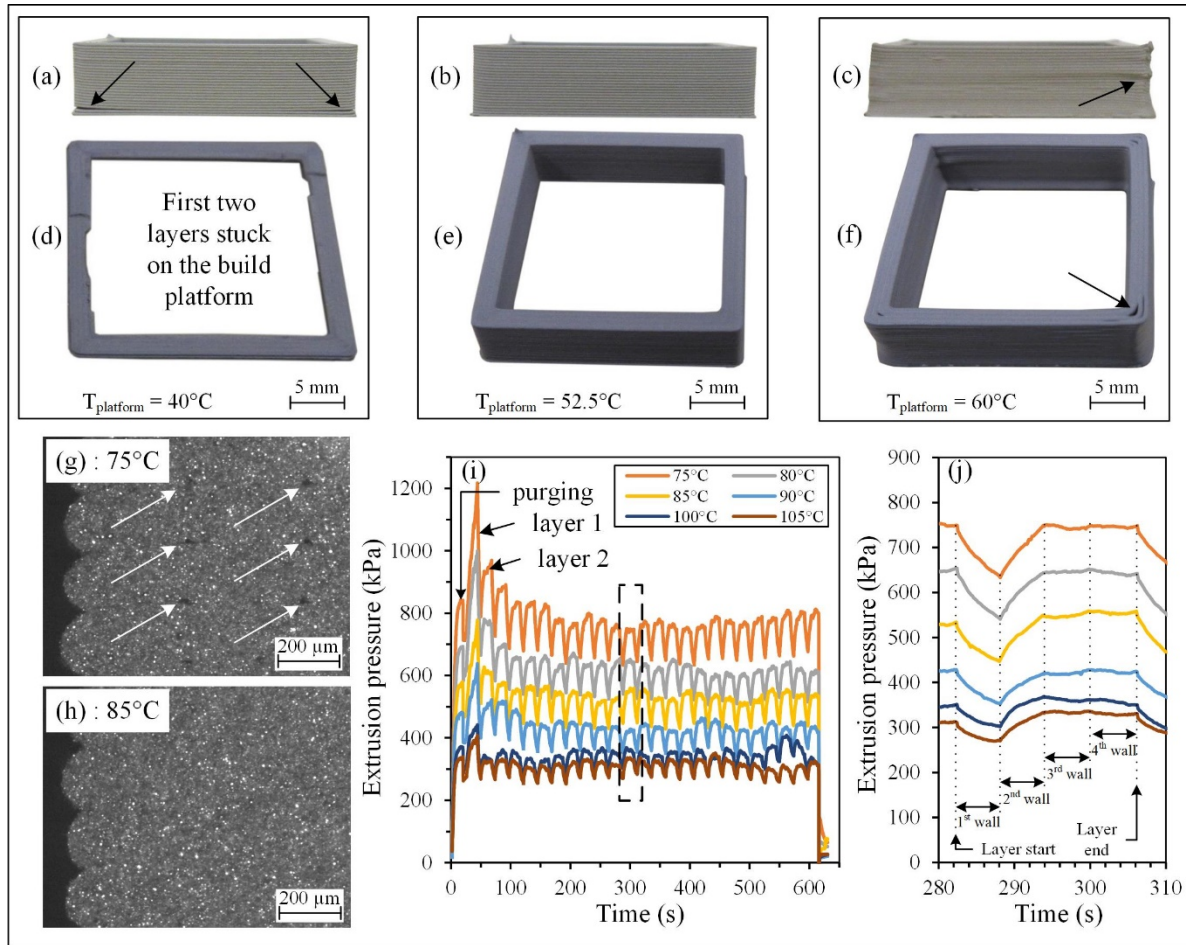 (a)
(b)
(c)
(d)
First two
layers stuck
on the build
platform
(e)
(f)
T_platform = 40°C
5 mm
T_platform = 52.5°C
5 mm
T_platform = 60°C
5 mm
(g) : 75°C
200 µm
(h) : 85°C
200 µm
(i)
75°C
80°C
85°C
90°C
100°C
105°C
purging
layer 1
layer 2
Extrusion pressure (kPa)
1200
1000
800
600
400
200
0
0 100 200 300 400 500 600
Time (s)
(j)
Extrusion pressure (kPa)
900
800
700
600
500
400
300
200
100
0
1st wall
2nd wall
3rd wall
4th wall
Layer start
Layer
end
280 290 300 310
Time (s)